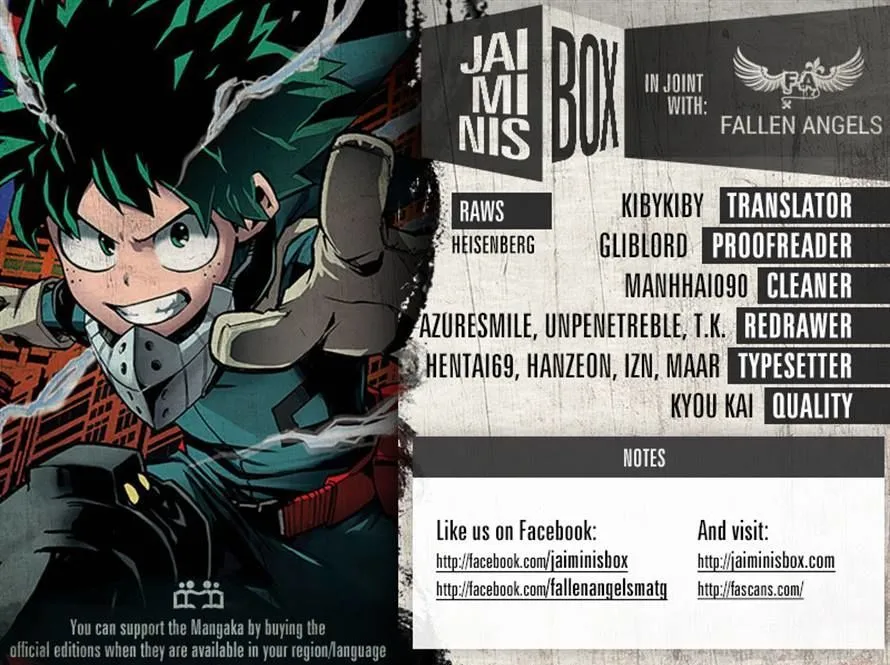 JAI
MI
NIS
BOX
IN JOINT
WITH:
FA
X
FALLEN ANGELS
RAWS
HEISENBERG
KIBYKIBY TRANSLATOR
GLIBLORD PROOFREADER
MANHHAI090 CLEANER
AZURESMILE, UNPENETREBLE, T.K. REDRAWER
HENTAI69, HANZEON, IZN, MAAR TYPESETTER
KYOU KAI QUALITY
NOTES
Like us on Facebook:
http://facebook.com/jaiminisbox
http://facebook.com/fallenangelsmatg
And visit:
http://jaiminisbox.com
http://fascans.com/
You can support the Mangaka by buying the
official editions when they are available in your region/language